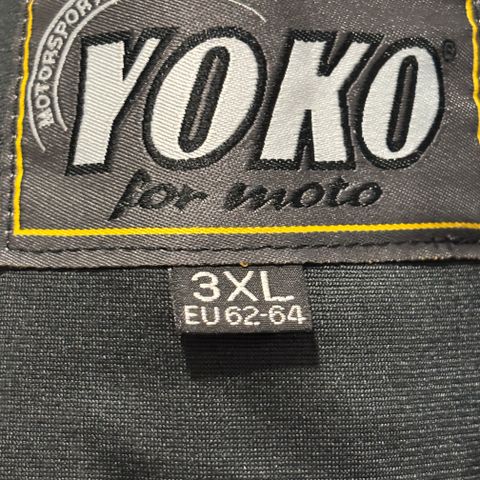 MOTORSPORT
YOKO®
for moto
3XL
EU 62-64